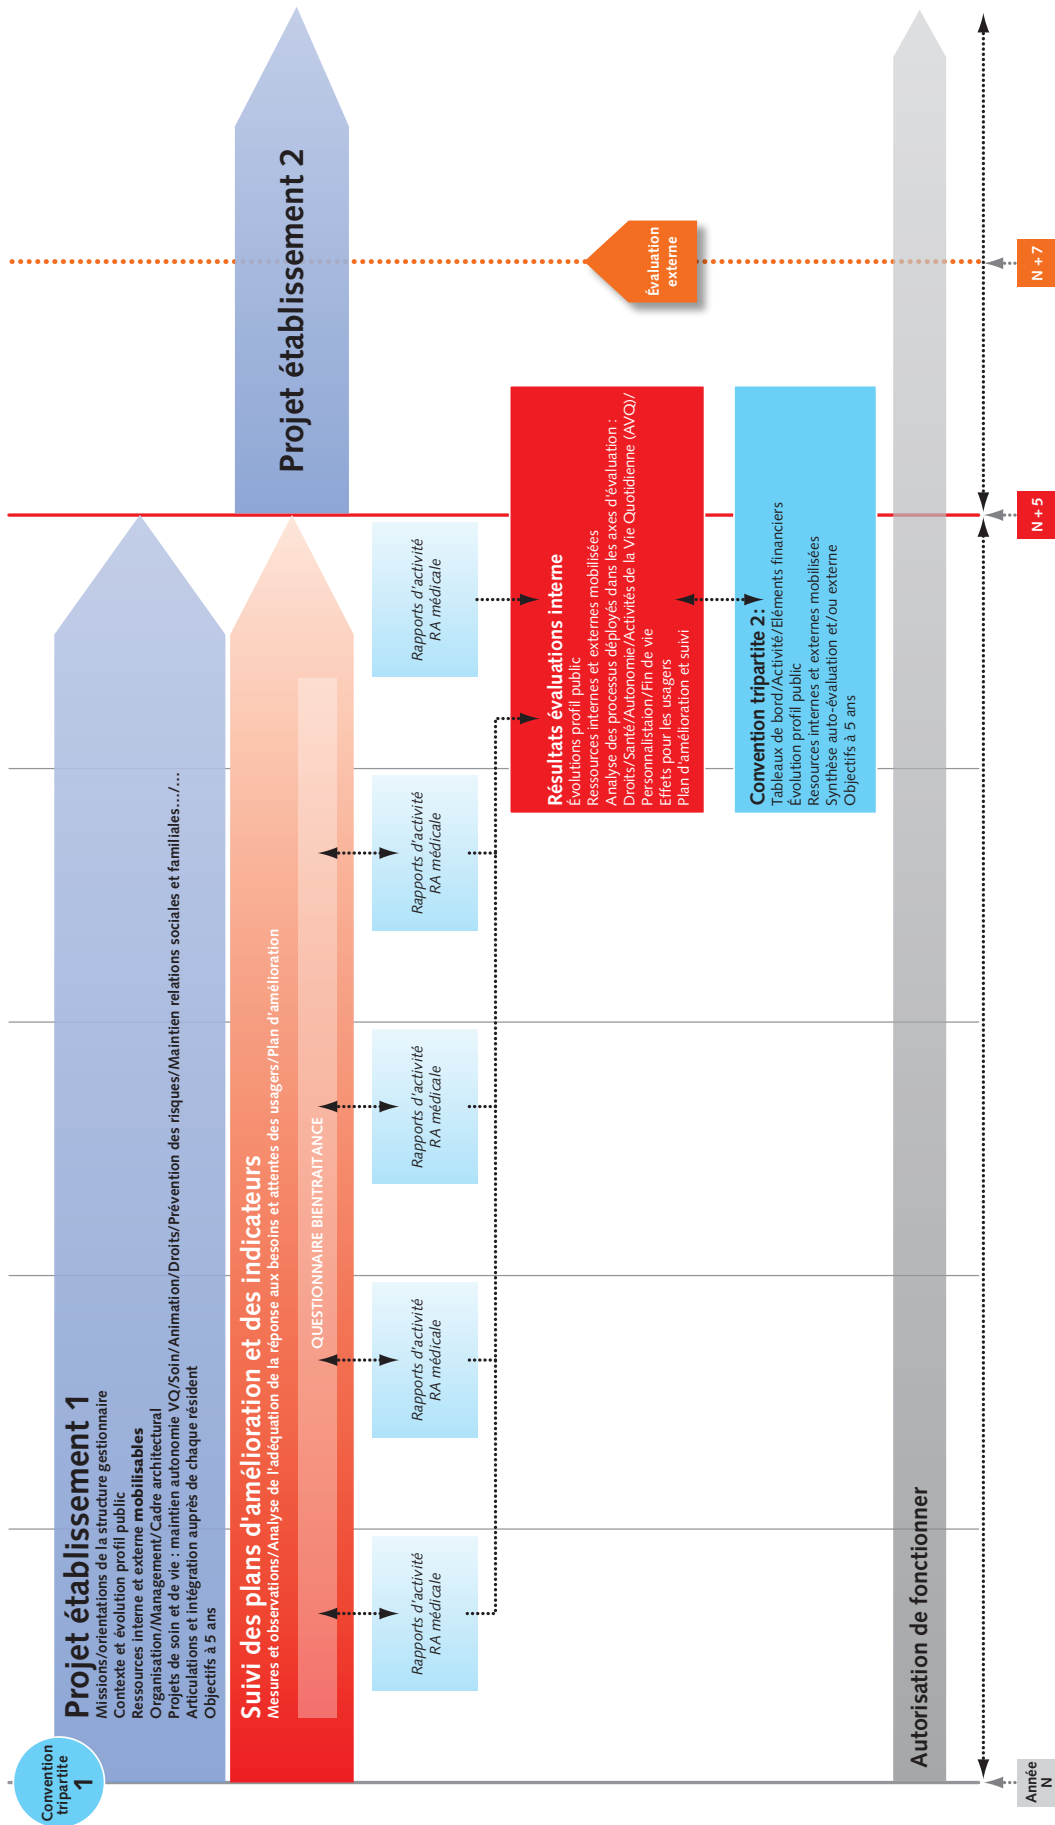 Convention
tripartite
1
Projet établissement 1
Missions/orientations de la structure gestionnaire
Contexte et évolution profil public
Ressources interne et externe mobilisables
Organisation/Management/Cadre architectural
Projets de soin et de vie : maintien autonomie VQ/Soin/Animation/Droits/Prévention des risques/Maintien relations sociales et familiales.../...
Articulations et intégration auprès de chaque résident
Objectifs à 5 ans
Projet établissement 2
Suivi des plans d'amélioration et des indicateurs
Mesures et observations/Analyse de l'adéquation de la réponse aux besoins et attentes des usagers/Plan d'amélioration
QUESTIONNAIRE BIENTRAITANCE
Rapports d'activité
RA médicale
Rapports d'activité
RA médicale
Rapports d'activité
RA médicale
Rapports d'activité
RA médicale
Rapports d'activité
RA médicale
Résultats évaluations interne
Évolutions profil public
Ressources internes et externes mobilisées
Analyse des processus déployés dans les axes d'évaluation :
Droits/Santé/Autonomie/Activités de la Vie Quotidienne (AVQ)/
Personnalistaion/Fin de vie
Effets pour les usagers
Plan d'amélioration et suivi
Évaluation
externe
Convention tripartite 2 :
Tableaux de bord/Activité/Eléments financiers
Évolution profil public
Resources internes et externes mobilisées
Synthèse auto-évaluation et/ou externe
Objectifs à 5 ans
Autorisation de fonctionner
Année
N
N + 5
N + 7